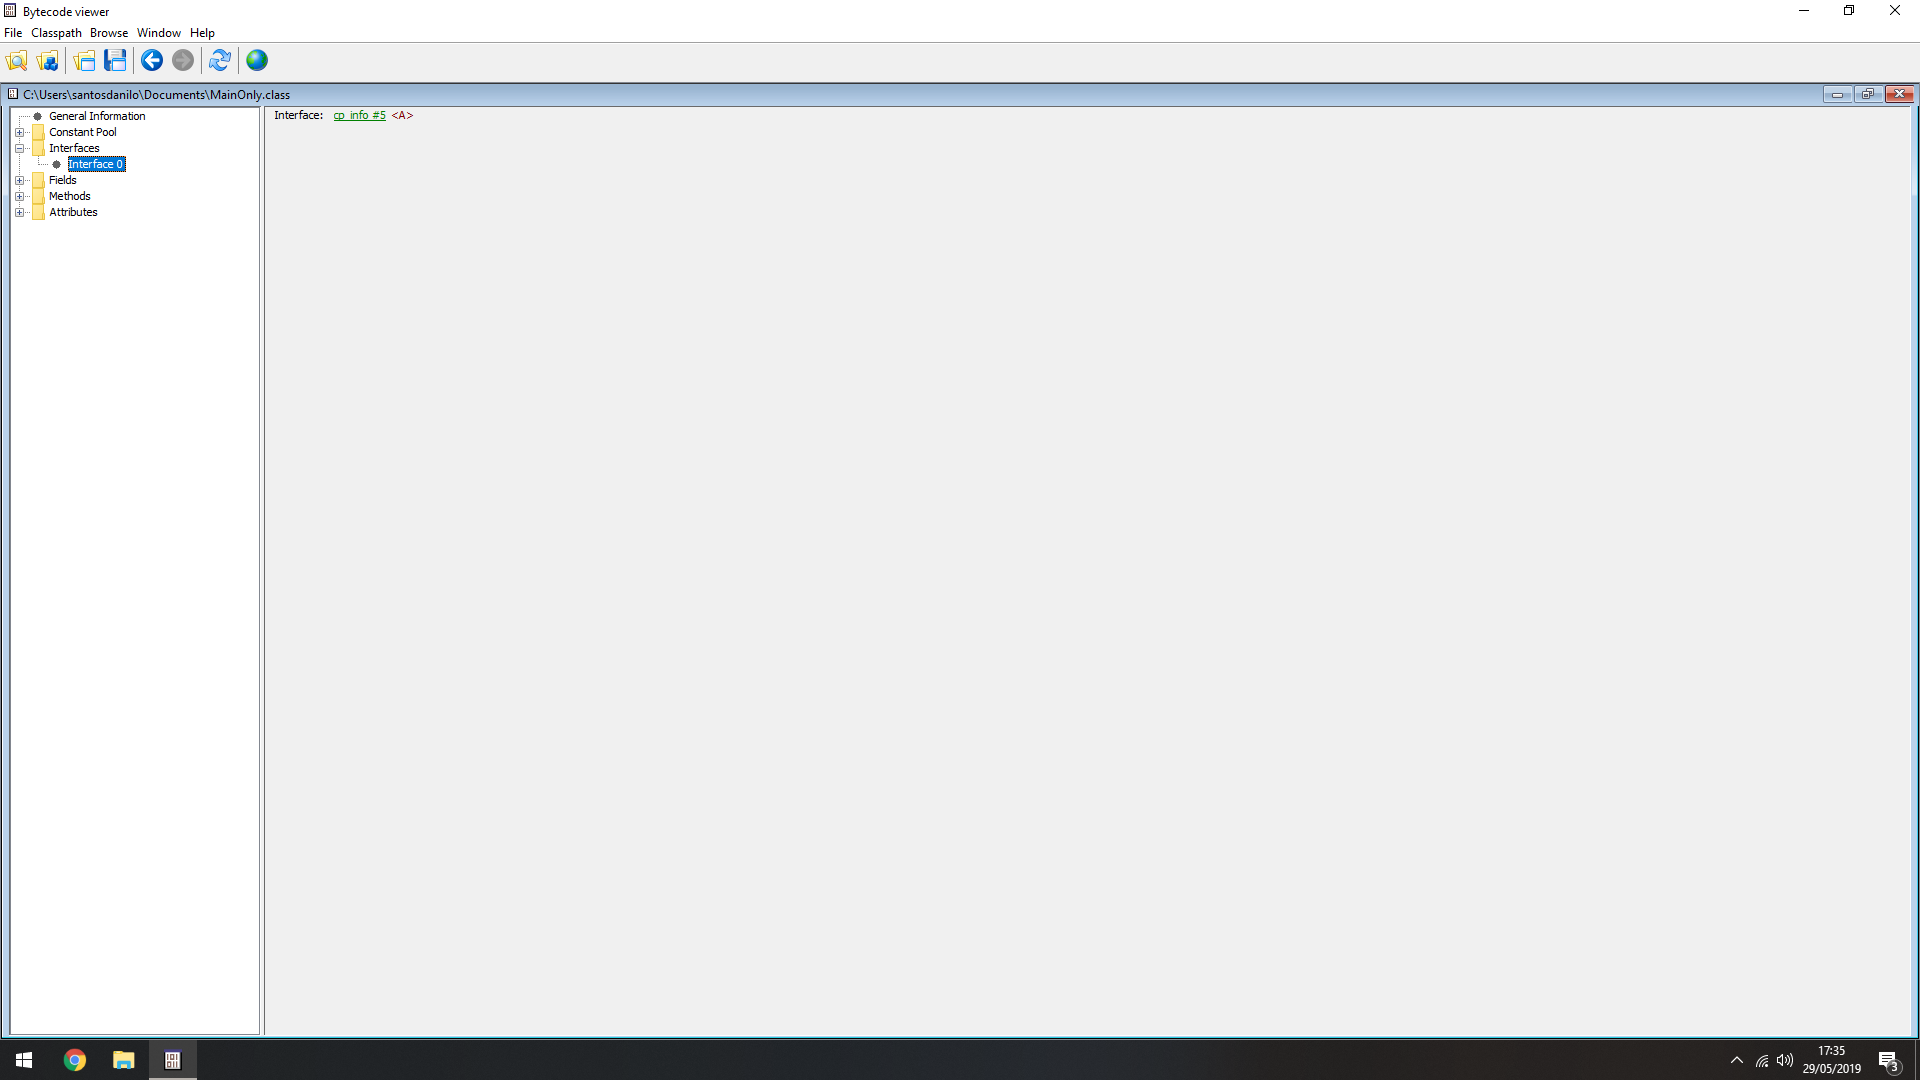 Bytecode viewer
File Classpath Browse Window Help
C:\Users\santosdanilo\Documents\MainOnly.class
General Information
Constant Pool
Interfaces
Interface 0
Fields
Methods
Attributes
Interface: cp_info #5 <A>
17:35
29/05/2019
3